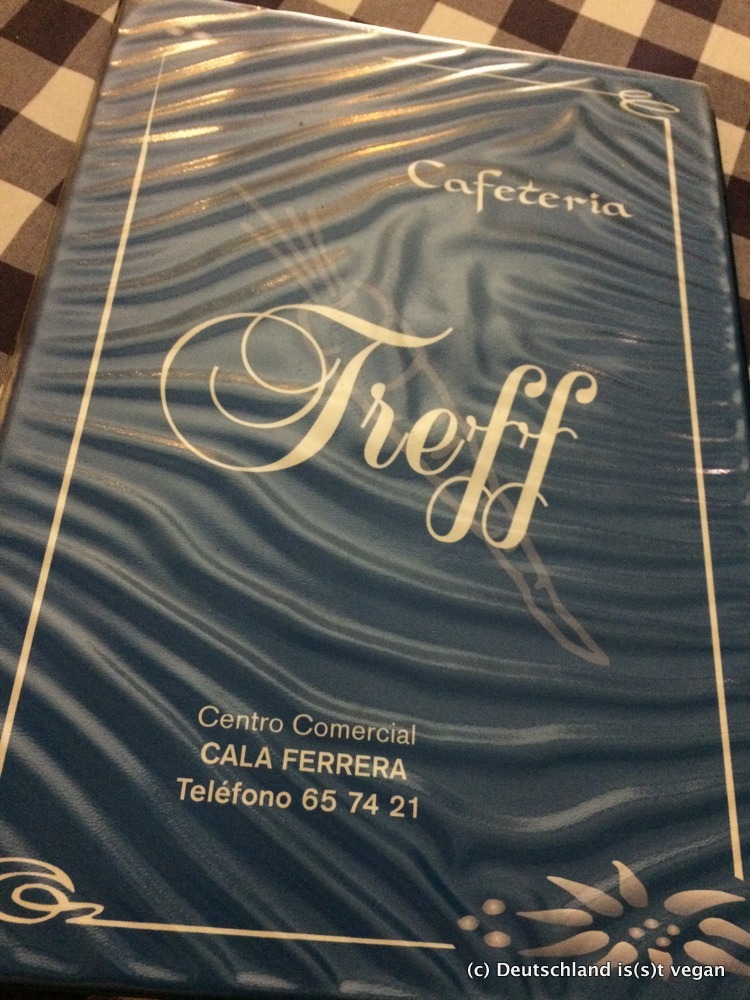 Cafeteria
Treff
Centro Comercial
CALA FERRERA
Teléfono 65 74 21
(c) Deutschland is(s)t vegan